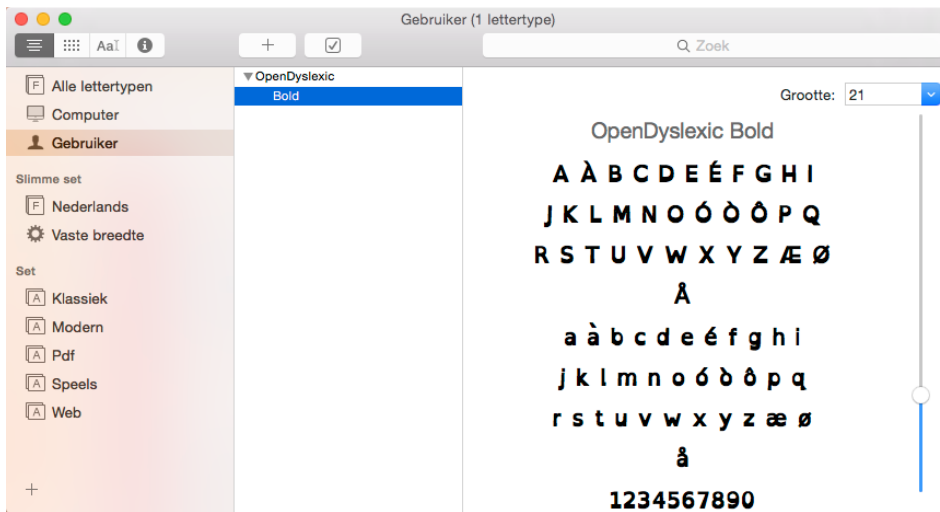 Gebruiker (1 lettertype)
AaI
Zoek
F Alle lettertypen
Computer
Gebruiker
Slimme set
F Nederlands
Vaste breedte
Set
A Klassiek
A Modern
A Pdf
A Speels
A Web
OpenDyslexic
Bold
Grootte: 21
OpenDyslexic Bold
A À B C D E É F G H I
J K L M N O Ó Ò Ô P Q
R S T U V W X Y Z Æ Ø
Å
a à b c d e é f g h i
j k l m n o ó ò ô p q
r s t u v w x y z æ ø
å
1234567890